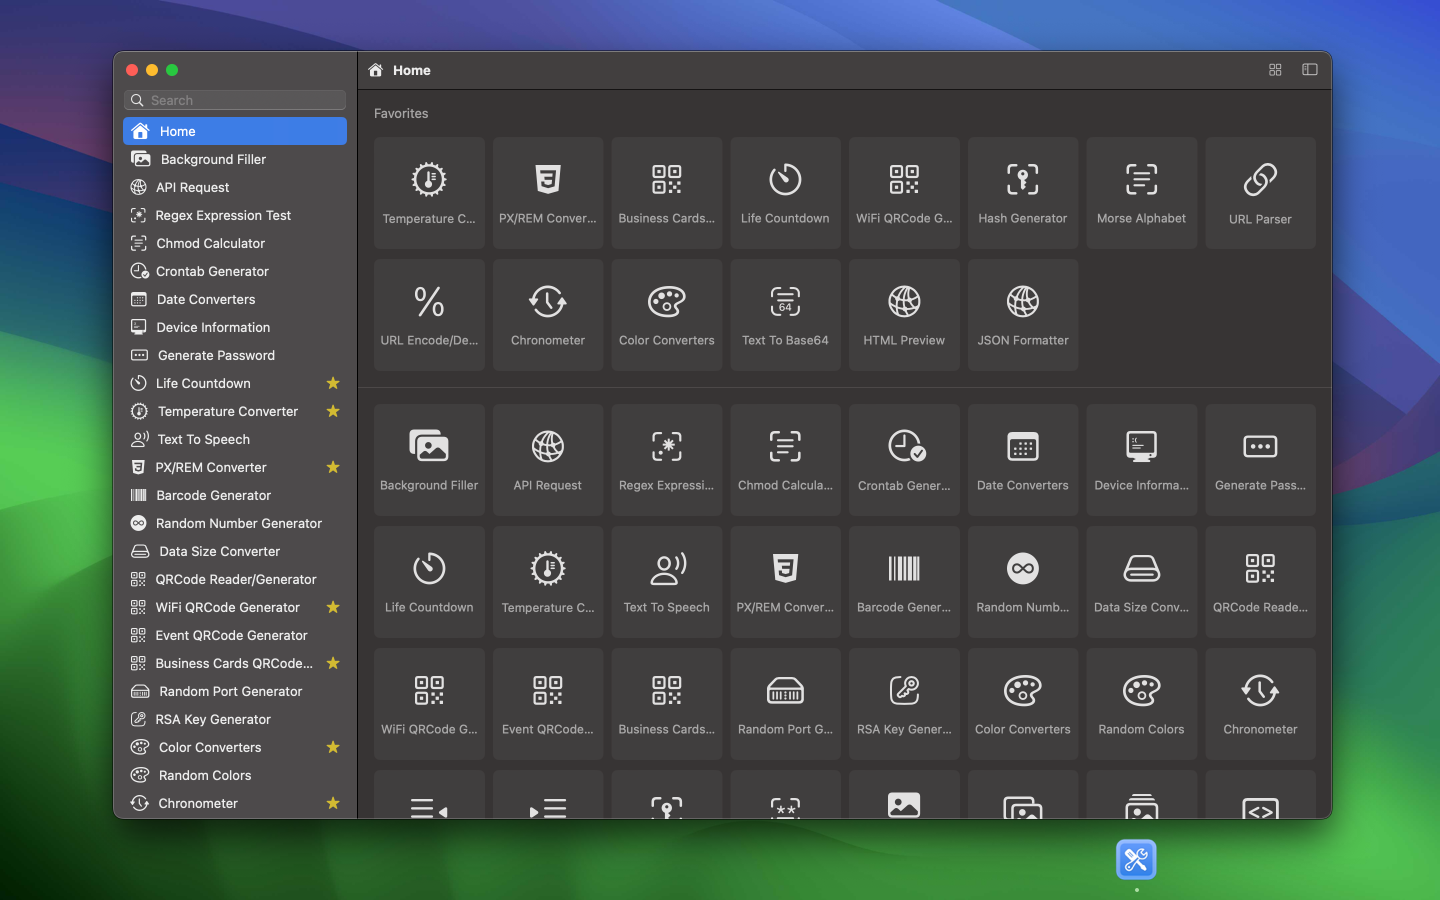 Search
Home
Background Filler
API Request
Regex Expression Test
Chmod Calculator
Crontab Generator
Date Converters
Device Information
Generate Password
Life Countdown
Temperature Converter
Text To Speech
PX/REM Converter
Barcode Generator
Random Number Generator
Data Size Converter
QRCode Reader/Generator
WiFi QRCode Generator
Event QRCode Generator
Business Cards QRCode...
Random Port Generator
RSA Key Generator
Color Converters
Random Colors
Chronometer
Home
Favorites
Temperature C...
PX/REM Conver...
Business Cards...
Life Countdown
WiFi QRCode G...
Hash Generator
Morse Alphabet
URL Parser
64
URL Encode/De...
Chronometer
Color Converters
Text To Base64
HTML Preview
JSON Formatter
Background Filler
API Request
Regex Expressi...
Chmod Calcula...
Crontab Gener...
Date Converters
Device Informa...
Generate Pass...
Life Countdown
Temperature C...
Text To Speech
PX/REM Conver...
Barcode Gener...
Random Numb...
Data Size Conv...
QRCode Reade...
WiFi QRCode G...
Event QRCode...
Business Cards...
Random Port G...
RSA Key Gener...
Color Converters
Random Colors
Chronometer